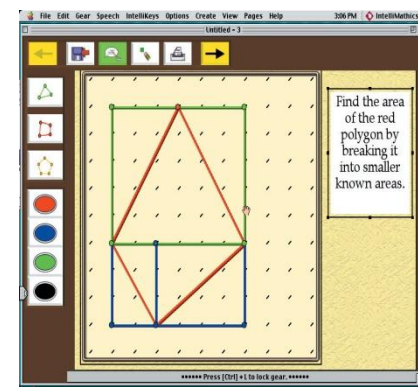 File Edit Gear Speech IntelliKeys Options Create View Pages Help 3:06 PM IntelliMathics
Untitled - 3
Find the area
of the red
polygon by
breaking it
into smaller
known areas.
•••••• Press [Ctrl] + L to lock gear. ••••••